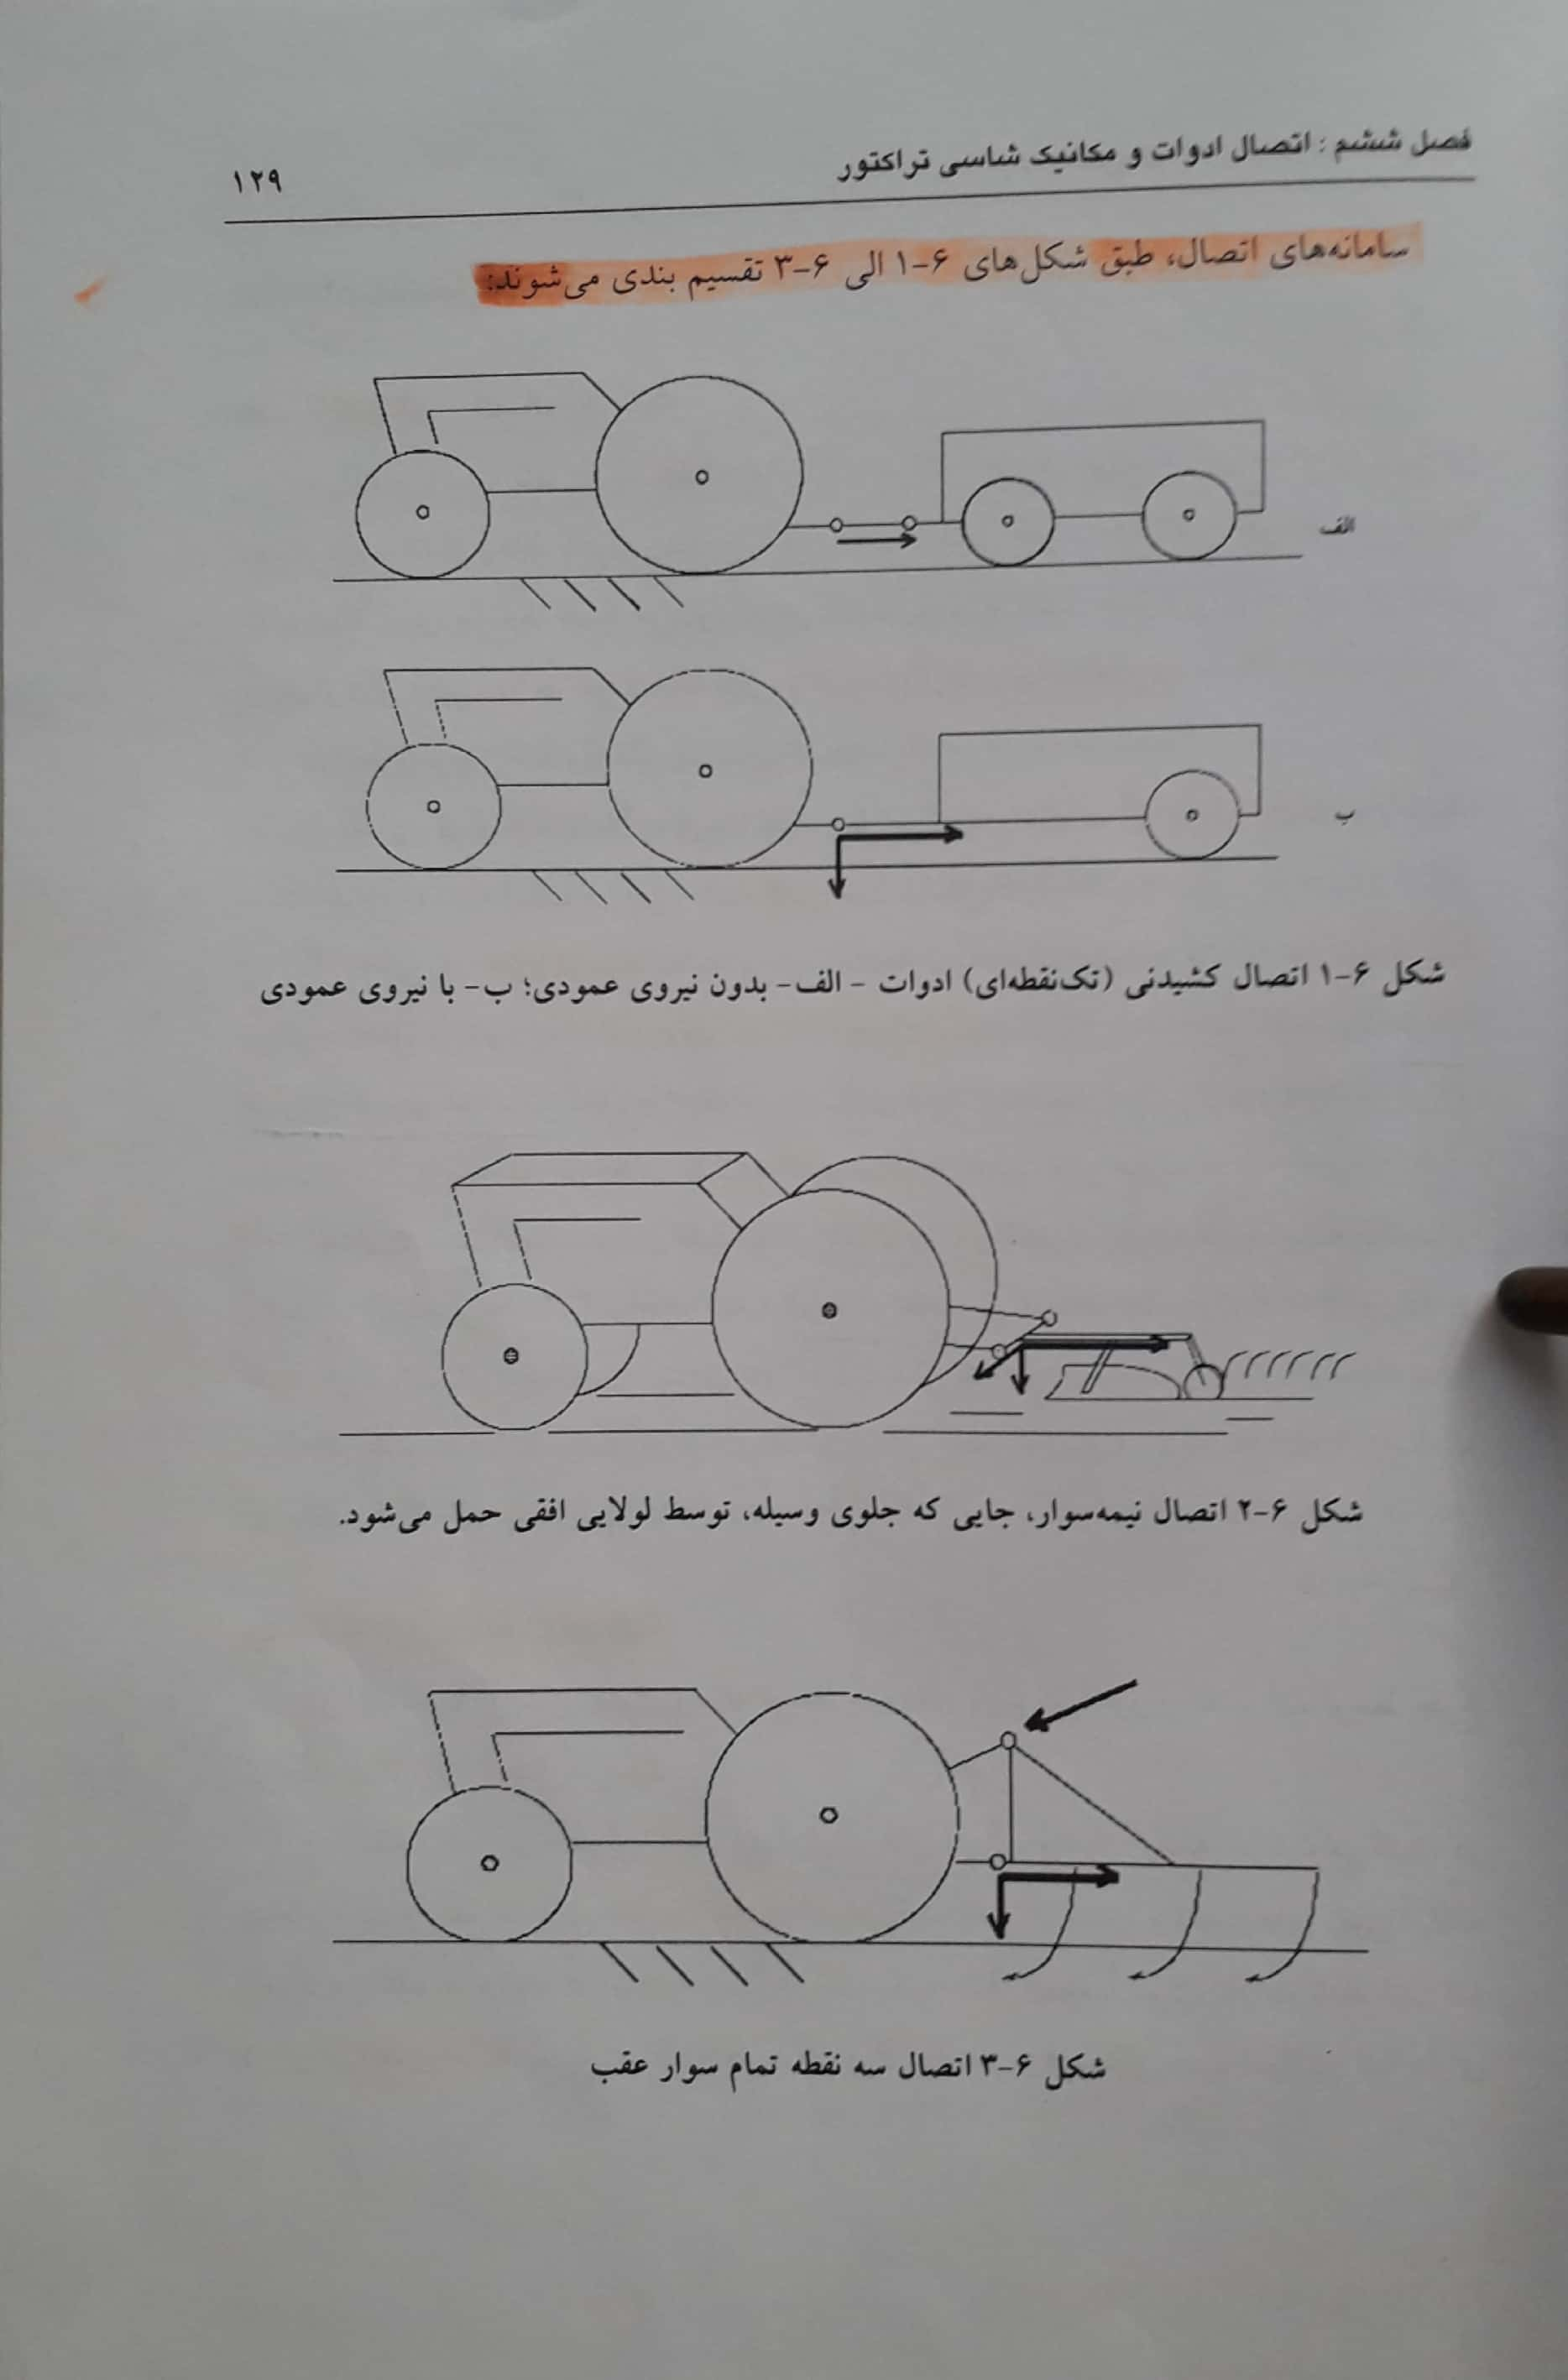 فصل ششم : اتصال ادوات و مکانیک شاسی تراکتور
۱۲۹
سامانه‌های اتصال، طبق شکل‌های ۶-۱ الی ۶-۳ تقسیم بندی می‌شوند:
الف
ب
شکل ۶-۱ اتصال کشیدنی (تک‌نقطه‌ای) ادوات - الف- بدون نیروی عمودی؛ ب- با نیروی عمودی
شکل ۶-۲ اتصال نیمه‌سوار، جایی که جلوی وسیله، توسط لولایی افقی حمل می‌شود.
شکل ۶-۳ اتصال سه نقطه تمام سوار عقب